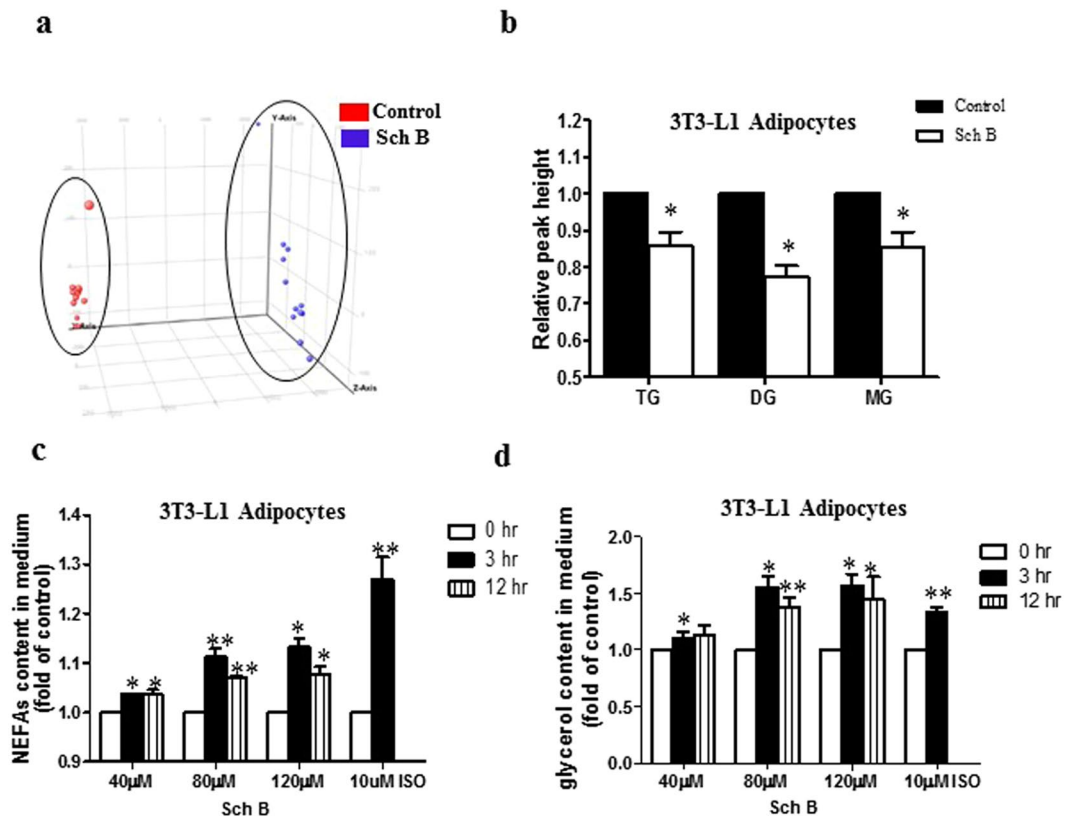 a
Control
Sch B
Y-Axis
Z-Axis
b
Control
Sch B
3T3-L1 Adipocytes
Relative peak height
1.2
1.1
1.0
0.9
0.8
0.7
0.6
0.5
*
*
*
TG DG MG
c
3T3-L1 Adipocytes
0 hr
3 hr
12 hr
NEFAs content in medium
(fold of control)
1.4
1.3
1.2
1.1
1.0
0.9
* * ** ** * * **
40µM 80µM 120µM 10uM ISO
Sch B
d
3T3-L1 Adipocytes
0 hr
3 hr
12 hr
glycerol content in medium
(fold of control)
2.0
1.5
1.0
0.5
0.0
* * ** * * **
40µM 80µM 120µM 10µM ISO
Sch B